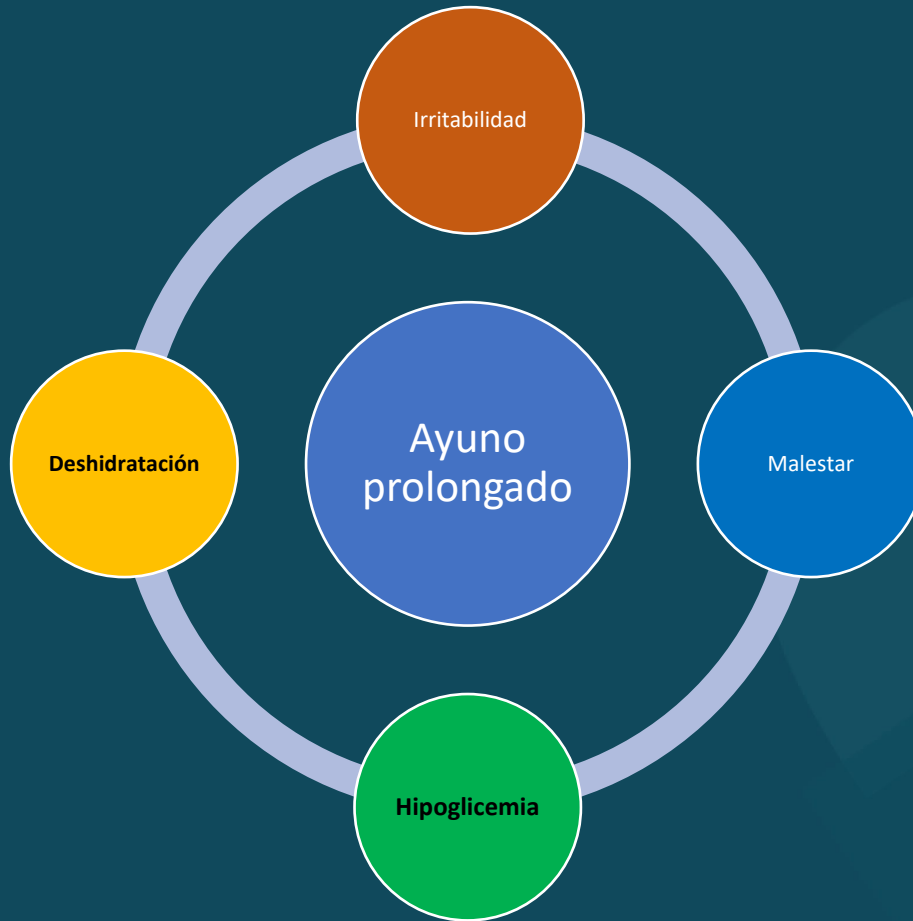 Irritabilidad
Deshidratación
Ayuno
prolongado
Malestar
Hipoglicemia